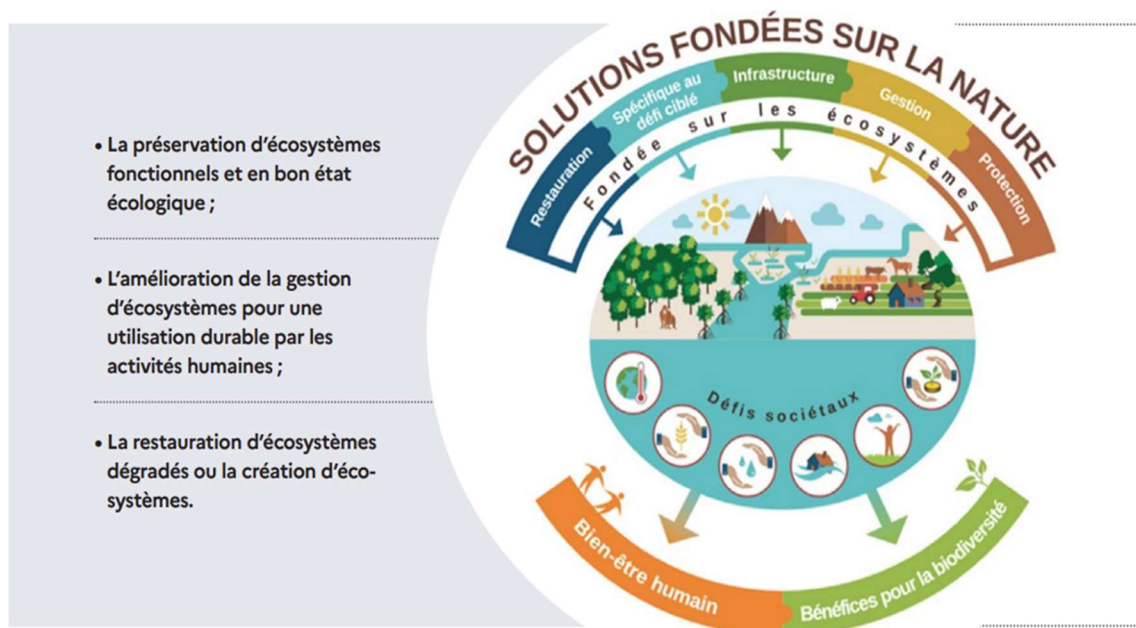 • La préservation d'écosystèmes
fonctionnels et en bon état
écologique ;
• L'amélioration de la gestion
d'écosystèmes pour une
utilisation durable par les
activités humaines ;
• La restauration d'écosystèmes
dégradés ou la création d'éco-
systèmes.
SOLUTIONS FONDÉES SUR LA NATURE
Restauration
Spécifique au
défi ciblé
Infrastructure
Gestion
Protection
Fondée sur les écosystèmes
Défis sociétaux
Bien-être humain
Bénéfices pour la biodiversité